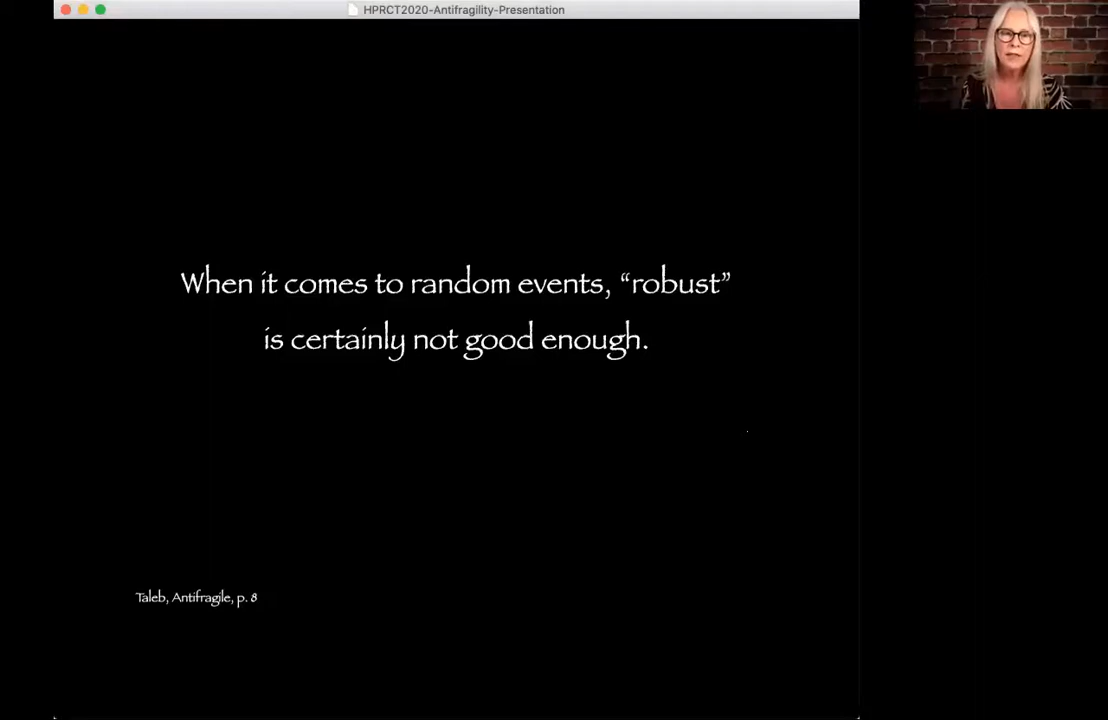 HPRCT2020-Antifragility-Presentation
When it comes to random events, “robust”
is certainly not good enough.
Taleb, Antifragile, p. 8